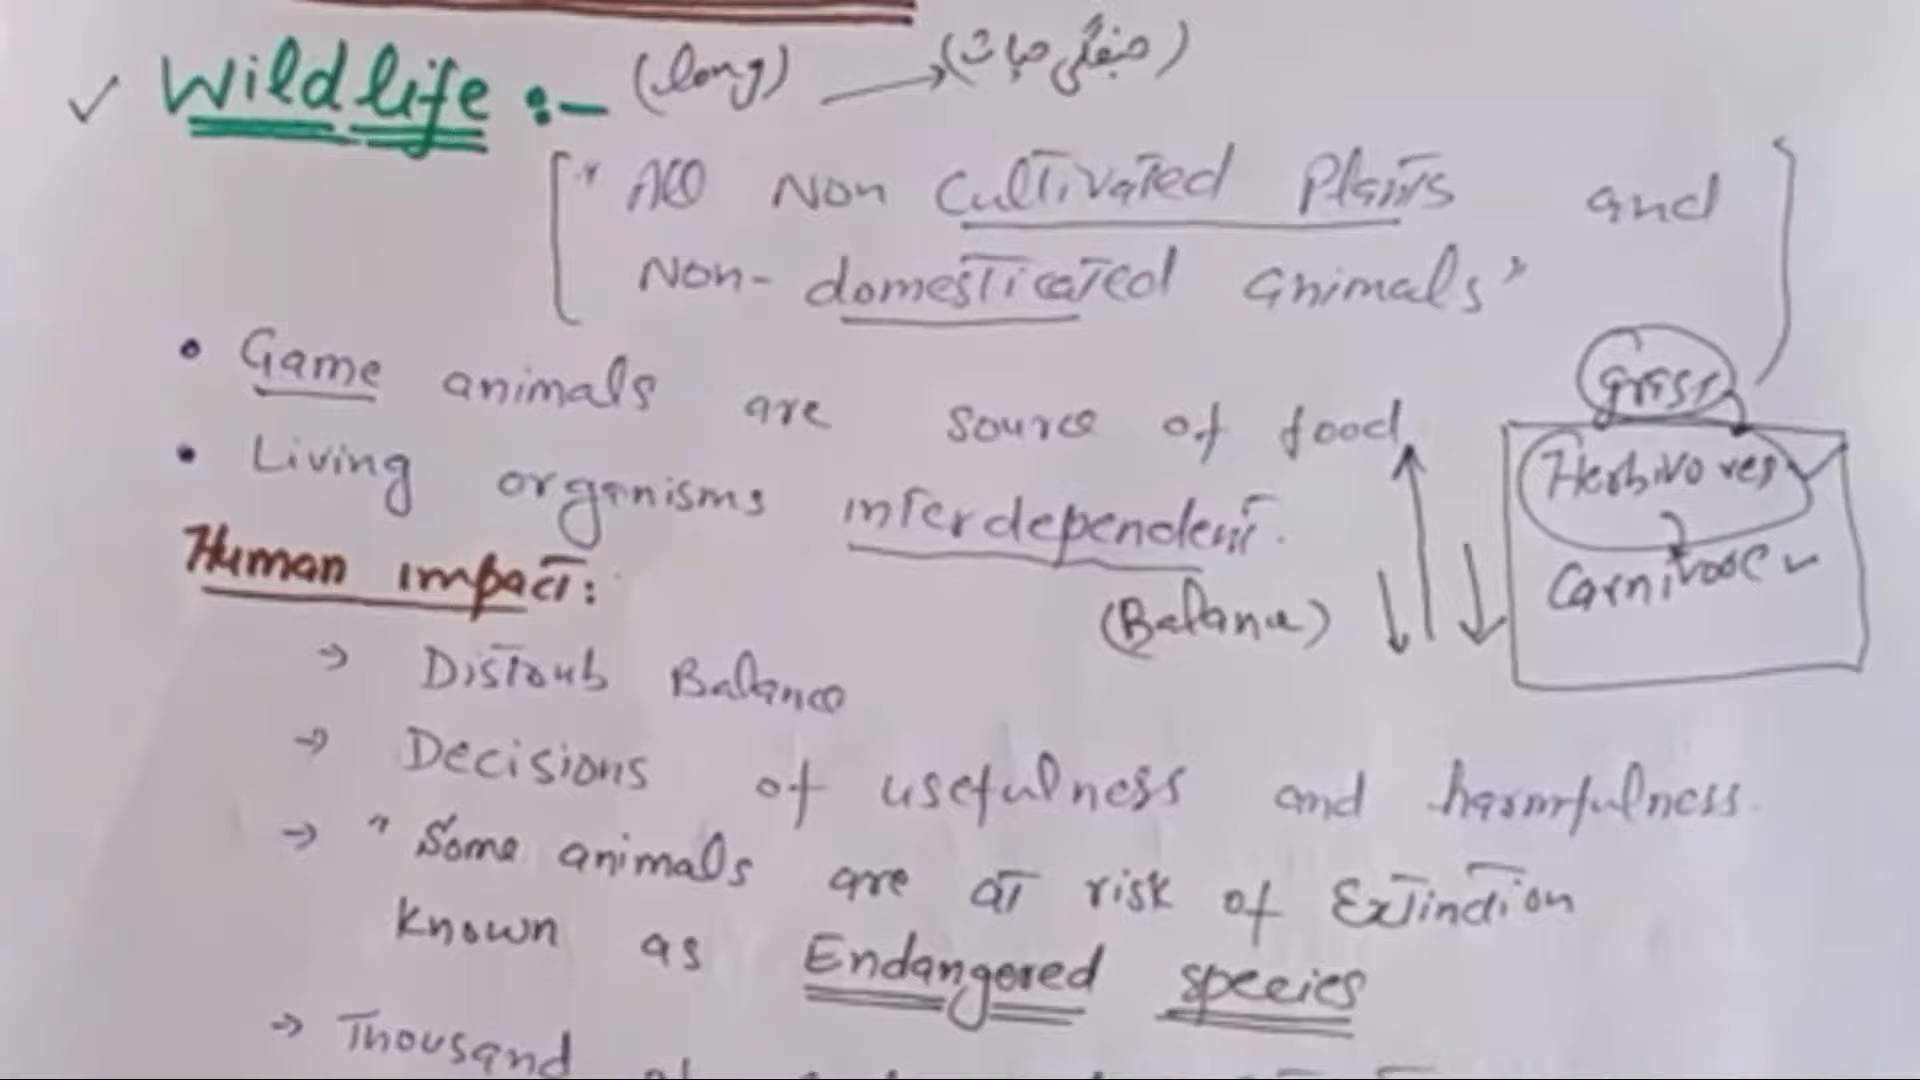 ✓ Wildlife :- (long) → (جنگلی حیات)
[" All Non Cultivated Plants and
Non-domesticated animals"
• Game animals are source of food
grass
• Living organisms interdependent.
Herbivores
(Balance)
Carnivore
Human impact:
→ Distoub Balance
→ Decisions of usefulness and harmfulness
→ "Some animals are at risk of Extinction
known as Endangered species
→ Thousand